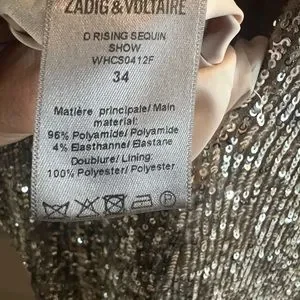 ZADIG & VOLTAIRE
D RISING SEQUIN
SHOW
WHCS0412F
34
Matière principale/ Main
material:
96% Polyamide/ Polyamide
4% Elasthanne/ Elastane
Doublure/ Lining:
100% Polyester/ Polyester